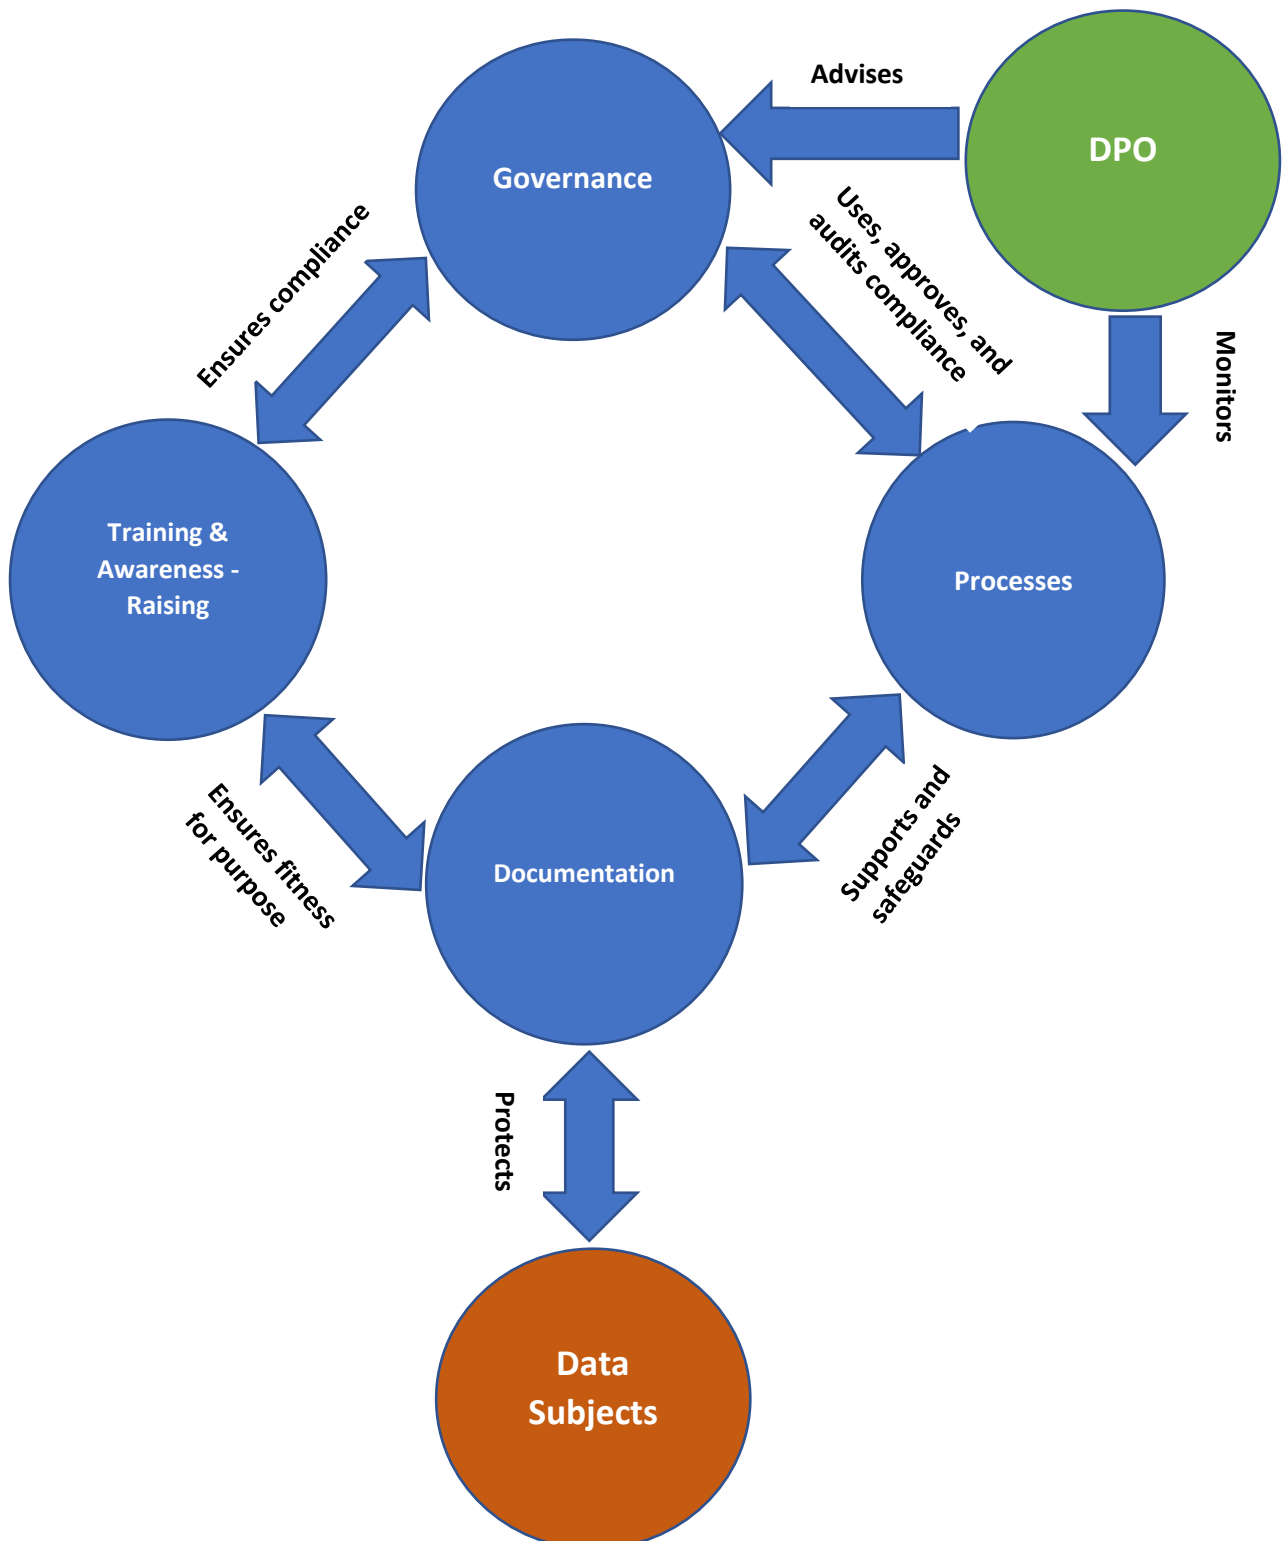 Advises
DPO
Governance
Uses, approves, and
audits compliance
Ensures compliance
Monitors
Training &
Awareness -
Raising
Processes
Ensures fitness
for purpose
Documentation
Supports and
safeguards
Protects
Data
Subjects